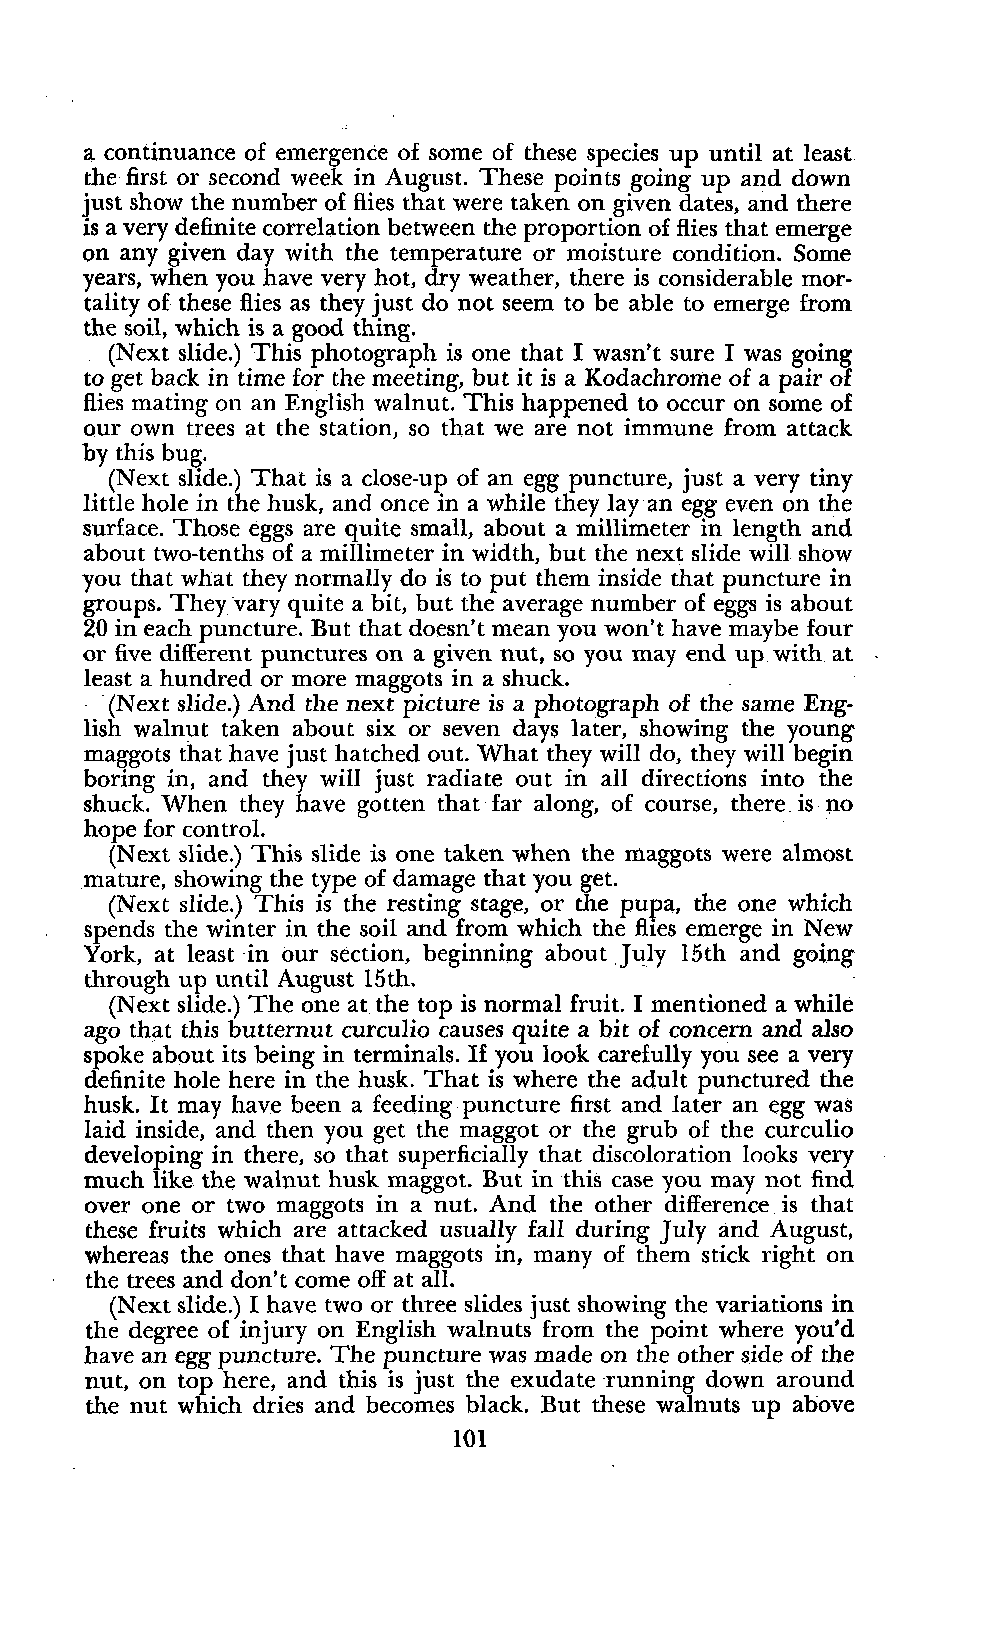 a continuance of emergence of some of these species up until at least
the first or second week in August. These points going up and down
just show the number of flies that were taken on given dates, and there
is a very definite correlation between the proportion of flies that emerge
on any given day with the temperature or moisture condition. Some
years, when you have very hot, dry weather, there is considerable mor-
tality of these flies as they just do not seem to be able to emerge from
the soil, which is a good thing.
(Next slide.) This photograph is one that I wasn't sure I was going
to get back in time for the meeting, but it is a Kodachrome of a pair of
flies mating on an English walnut. This happened to occur on some of
our own trees at the station, so that we are not immune from attack
by this bug.
(Next slide.) That is a close-up of an egg puncture, just a very tiny
little hole in the husk, and once in a while they lay an egg even on the
surface. Those eggs are quite small, about a millimeter in length and
about two-tenths of a millimeter in width, but the next slide will show
you that what they normally do is to put them inside that puncture in
groups. They vary quite a bit, but the average number of eggs is about
20 in each puncture. But that doesn't mean you won't have maybe four
or five different punctures on a given nut, so you may end up with at
least a hundred or more maggots in a shuck.
(Next slide.) And the next picture is a photograph of the same Eng-
lish walnut taken about six or seven days later, showing the young
maggots that have just hatched out. What they will do, they will begin
boring in, and they will just radiate out in all directions into the
shuck. When they have gotten that far along, of course, there is no
hope for control.
(Next slide.) This slide is one taken when the maggots were almost
mature, showing the type of damage that you get.
(Next slide.) This is the resting stage, or the pupa, the one which
spends the winter in the soil and from which the flies emerge in New
York, at least in our section, beginning about July 15th and going
through up until August 15th.
(Next slide.) The one at the top is normal fruit. I mentioned a while
ago that this butternut curculio causes quite a bit of concern and also
spoke about its being in terminals. If you look carefully you see a very
definite hole here in the husk. That is where the adult punctured the
husk. It may have been a feeding puncture first and later an egg was
laid inside, and then you get the maggot or the grub of the curculio
developing in there, so that superficially that discoloration looks very
much like the walnut husk maggot. But in this case you may not find
over one or two maggots in a nut. And the other difference is that
these fruits which are attacked usually fall during July and August,
whereas the ones that have maggots in, many of them stick right on
the trees and don't come off at all.
(Next slide.) I have two or three slides just showing the variations in
the degree of injury on English walnuts from the point where you'd
have an egg puncture. The puncture was made on the other side of the
nut, on top here, and this is just the exudate running down around
the nut which dries and becomes black. But these walnuts up above
101